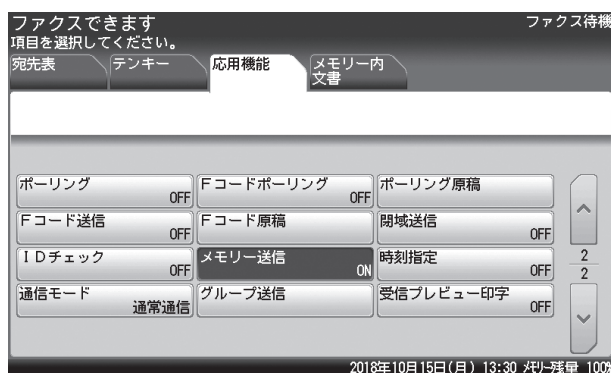 ファクスできます
ファクス待機
項目を選択してください。
宛先表
テンキー
応用機能
メモリー内
文書
ポーリング
OFF
Fコードポーリング
OFF
ポーリング原稿
Fコード送信
OFF
Fコード原稿
閉域送信
OFF
IDチェック
OFF
メモリー送信
ON
時刻指定
OFF
2
2
通信モード
通常通信
グループ送信
受信プレビュー印字
OFF
2018年10月15日(月) 13:30 メモリー残量 100%